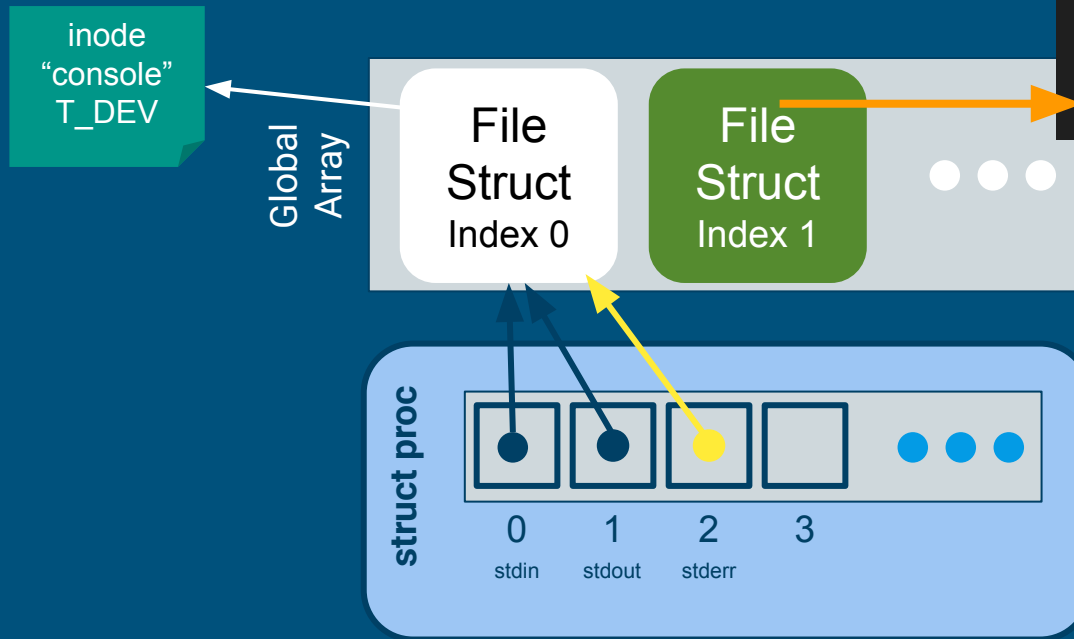 inode
“console”
T_DEV
Global
Array
File
Struct
Index 0
File
Struct
Index 1
struct proc
0
1
2
3
stdin
stdout
stderr